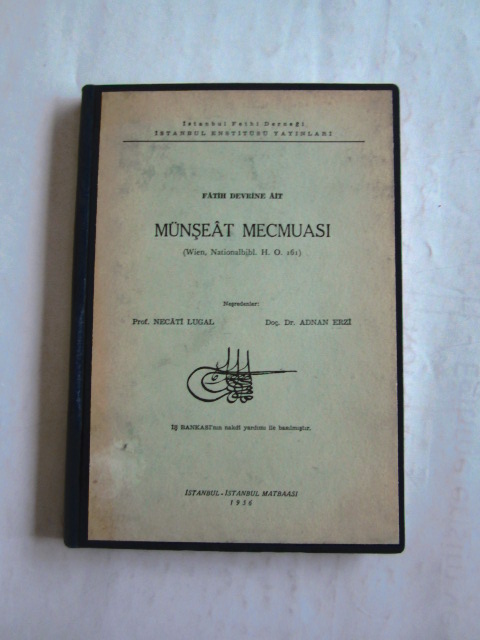 İstanbul Fethi Derneği
İSTANBUL ENSTİTÜSÜ YAYINLARI
FÂTİH DEVRİNE ÂİT
MÜNŞEÂT MECMUASI
(Wien, Nationalbibl. H. O. 161)
Neşredenler:
Prof. NECÂTİ LUGAL Doç. Dr. ADNAN ERZİ
İŞ BANKASI'nın nakdî yardımı ile basılmıştır.
İSTANBUL - İSTANBUL MATBAASI
1956